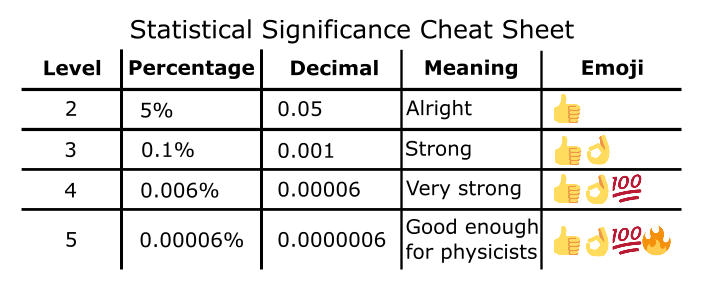 Statistical Significance Cheat Sheet
Level Percentage Decimal Meaning Emoji
2 5% 0.05 Alright 👍
3 0.1% 0.001 Strong 👍👌
4 0.006% 0.00006 Very strong 👍👌💯
5 0.00006% 0.0000006 Good enough 👍👌💯🔥
for physicists